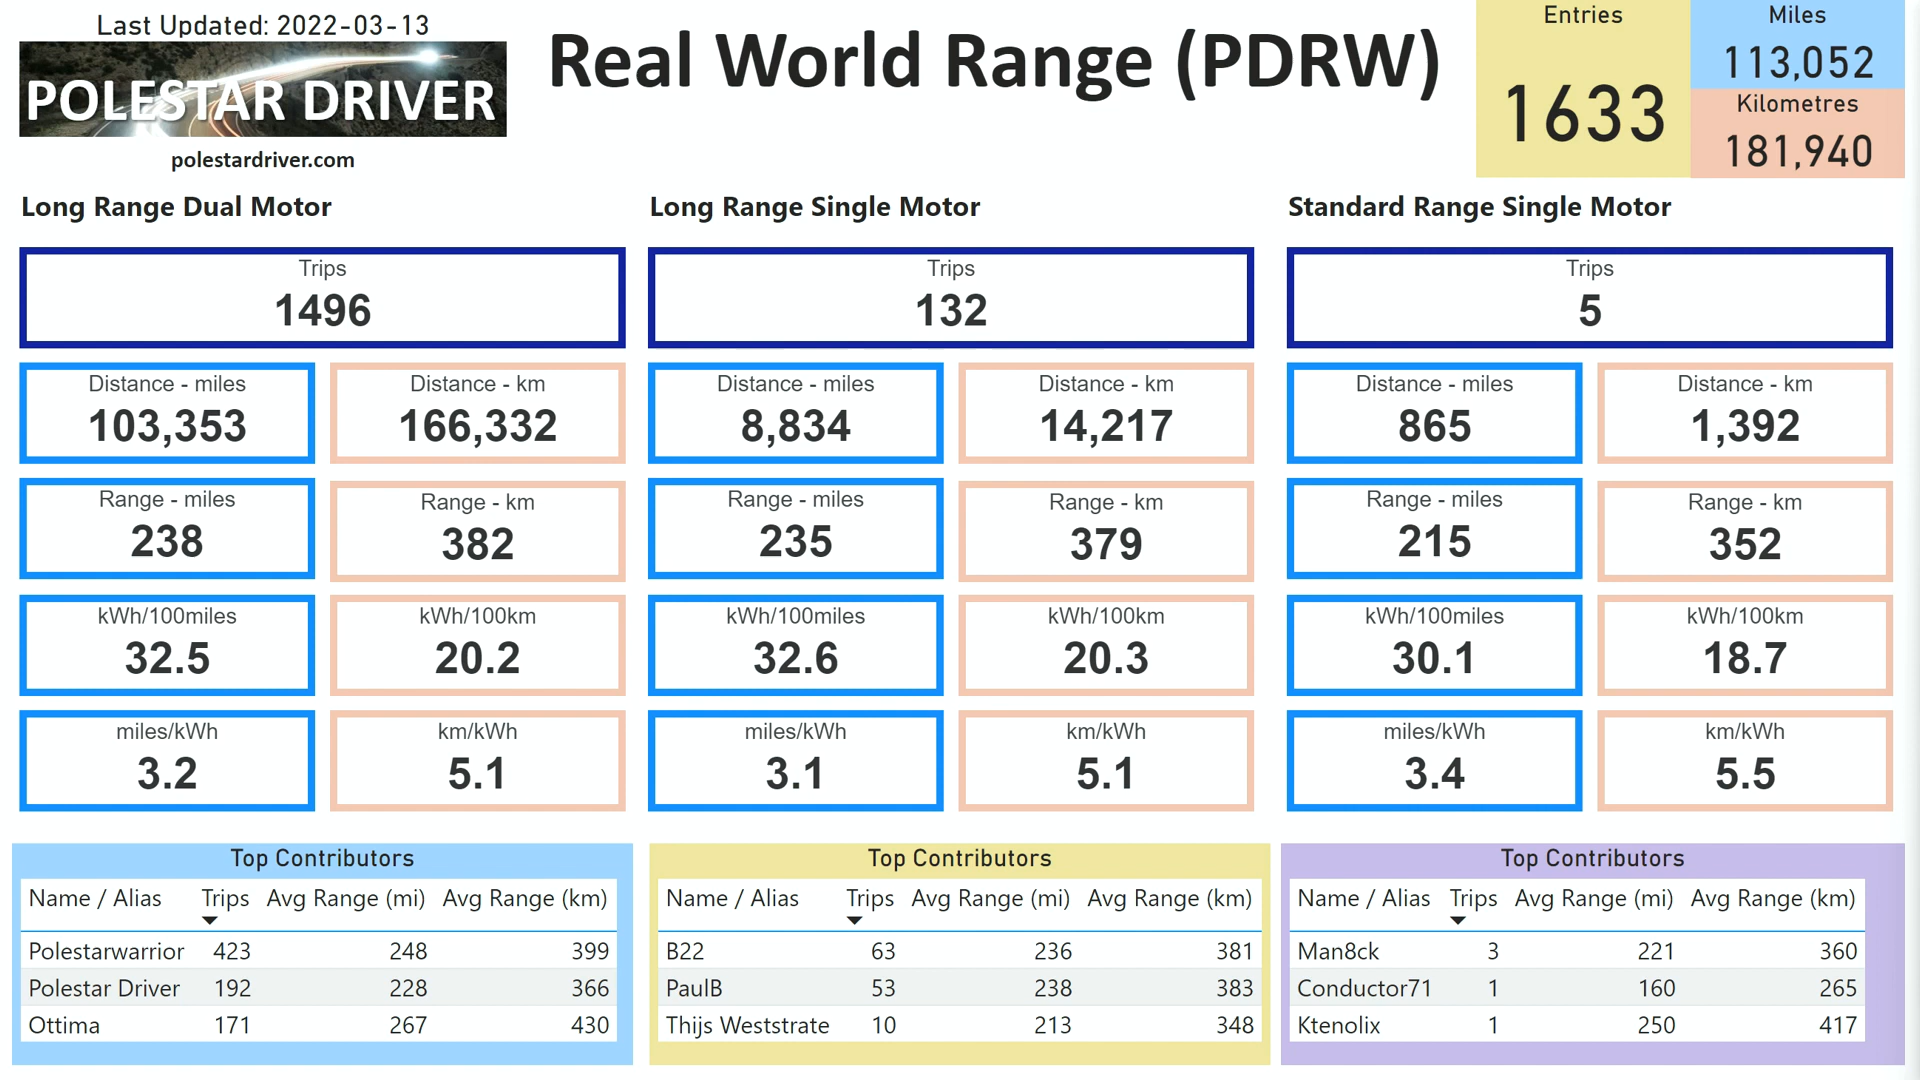 Last Updated: 2022-03-13
POLESTAR DRIVER
polestardriver.com
Real World Range (PDRW)
Entries
1633
Miles
113,052
Kilometres
181,940
Long Range Dual Motor
Trips
1496
Distance - miles
103,353
Distance - km
166,332
Range - miles
238
Range - km
382
kWh/100miles
32.5
kWh/100km
20.2
miles/kWh
3.2
km/kWh
5.1
Top Contributors
Name / Alias Trips Avg Range (mi) Avg Range (km)
Polestarwarrior 423 248 399
Polestar Driver 192 228 366
Ottima 171 267 430
Long Range Single Motor
Trips
132
Distance - miles
8,834
Distance - km
14,217
Range - miles
235
Range - km
379
kWh/100miles
32.6
kWh/100km
20.3
miles/kWh
3.1
km/kWh
5.1
Top Contributors
Name / Alias Trips Avg Range (mi) Avg Range (km)
B22 63 236 381
PaulB 53 238 383
Thijs Weststrate 10 213 348
Standard Range Single Motor
Trips
5
Distance - miles
865
Distance - km
1,392
Range - miles
215
Range - km
352
kWh/100miles
30.1
kWh/100km
18.7
miles/kWh
3.4
km/kWh
5.5
Top Contributors
Name / Alias Trips Avg Range (mi) Avg Range (km)
Man8ck 3 221 360
Conductor71 1 160 265
Ktenolix 1 250 417